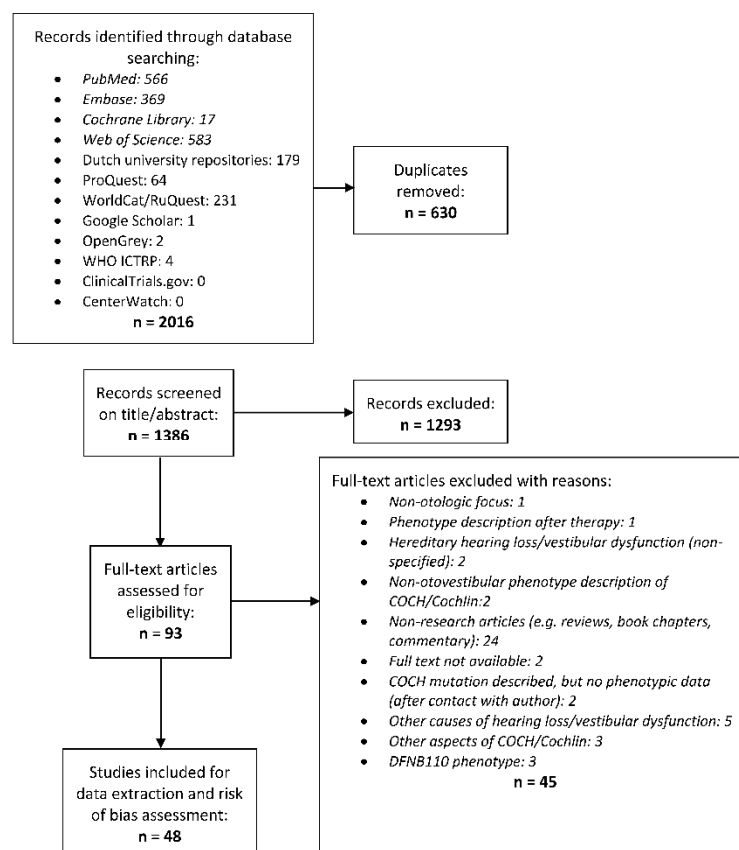 Records identified through database
searching:
• PubMed: 566
• Embase: 369
• Cochrane Library: 17
• Web of Science: 583
• Dutch university repositories: 179
• ProQuest: 64
• WorldCat/RuQuest: 231
• Google Scholar: 1
• OpenGrey: 2
• WHO ICTRP: 4
• ClinicalTrials.gov: 0
• CenterWatch: 0
n = 2016
Duplicates
removed:
n = 630
Records screened
on title/abstract:
n = 1386
Records excluded:
n = 1293
Full-text articles
assessed for
eligibility:
n = 93
Full-text articles excluded with reasons:
• Non-otologic focus: 1
• Phenotype description after therapy: 1
• Hereditary hearing loss/vestibular dysfunction (non-
specified): 2
• Non-otovestibular phenotype description of
COCH/Cochlin:2
• Non-research articles (e.g. reviews, book chapters,
commentary): 24
• Full text not available: 2
• COCH mutation described, but no phenotypic data
(after contact with author): 2
• Other causes of hearing loss/vestibular dysfunction: 5
• Other aspects of COCH/Cochlin: 3
• DFNB110 phenotype: 3
n = 45
Studies included for
data extraction and risk
of bias assessment:
n = 48